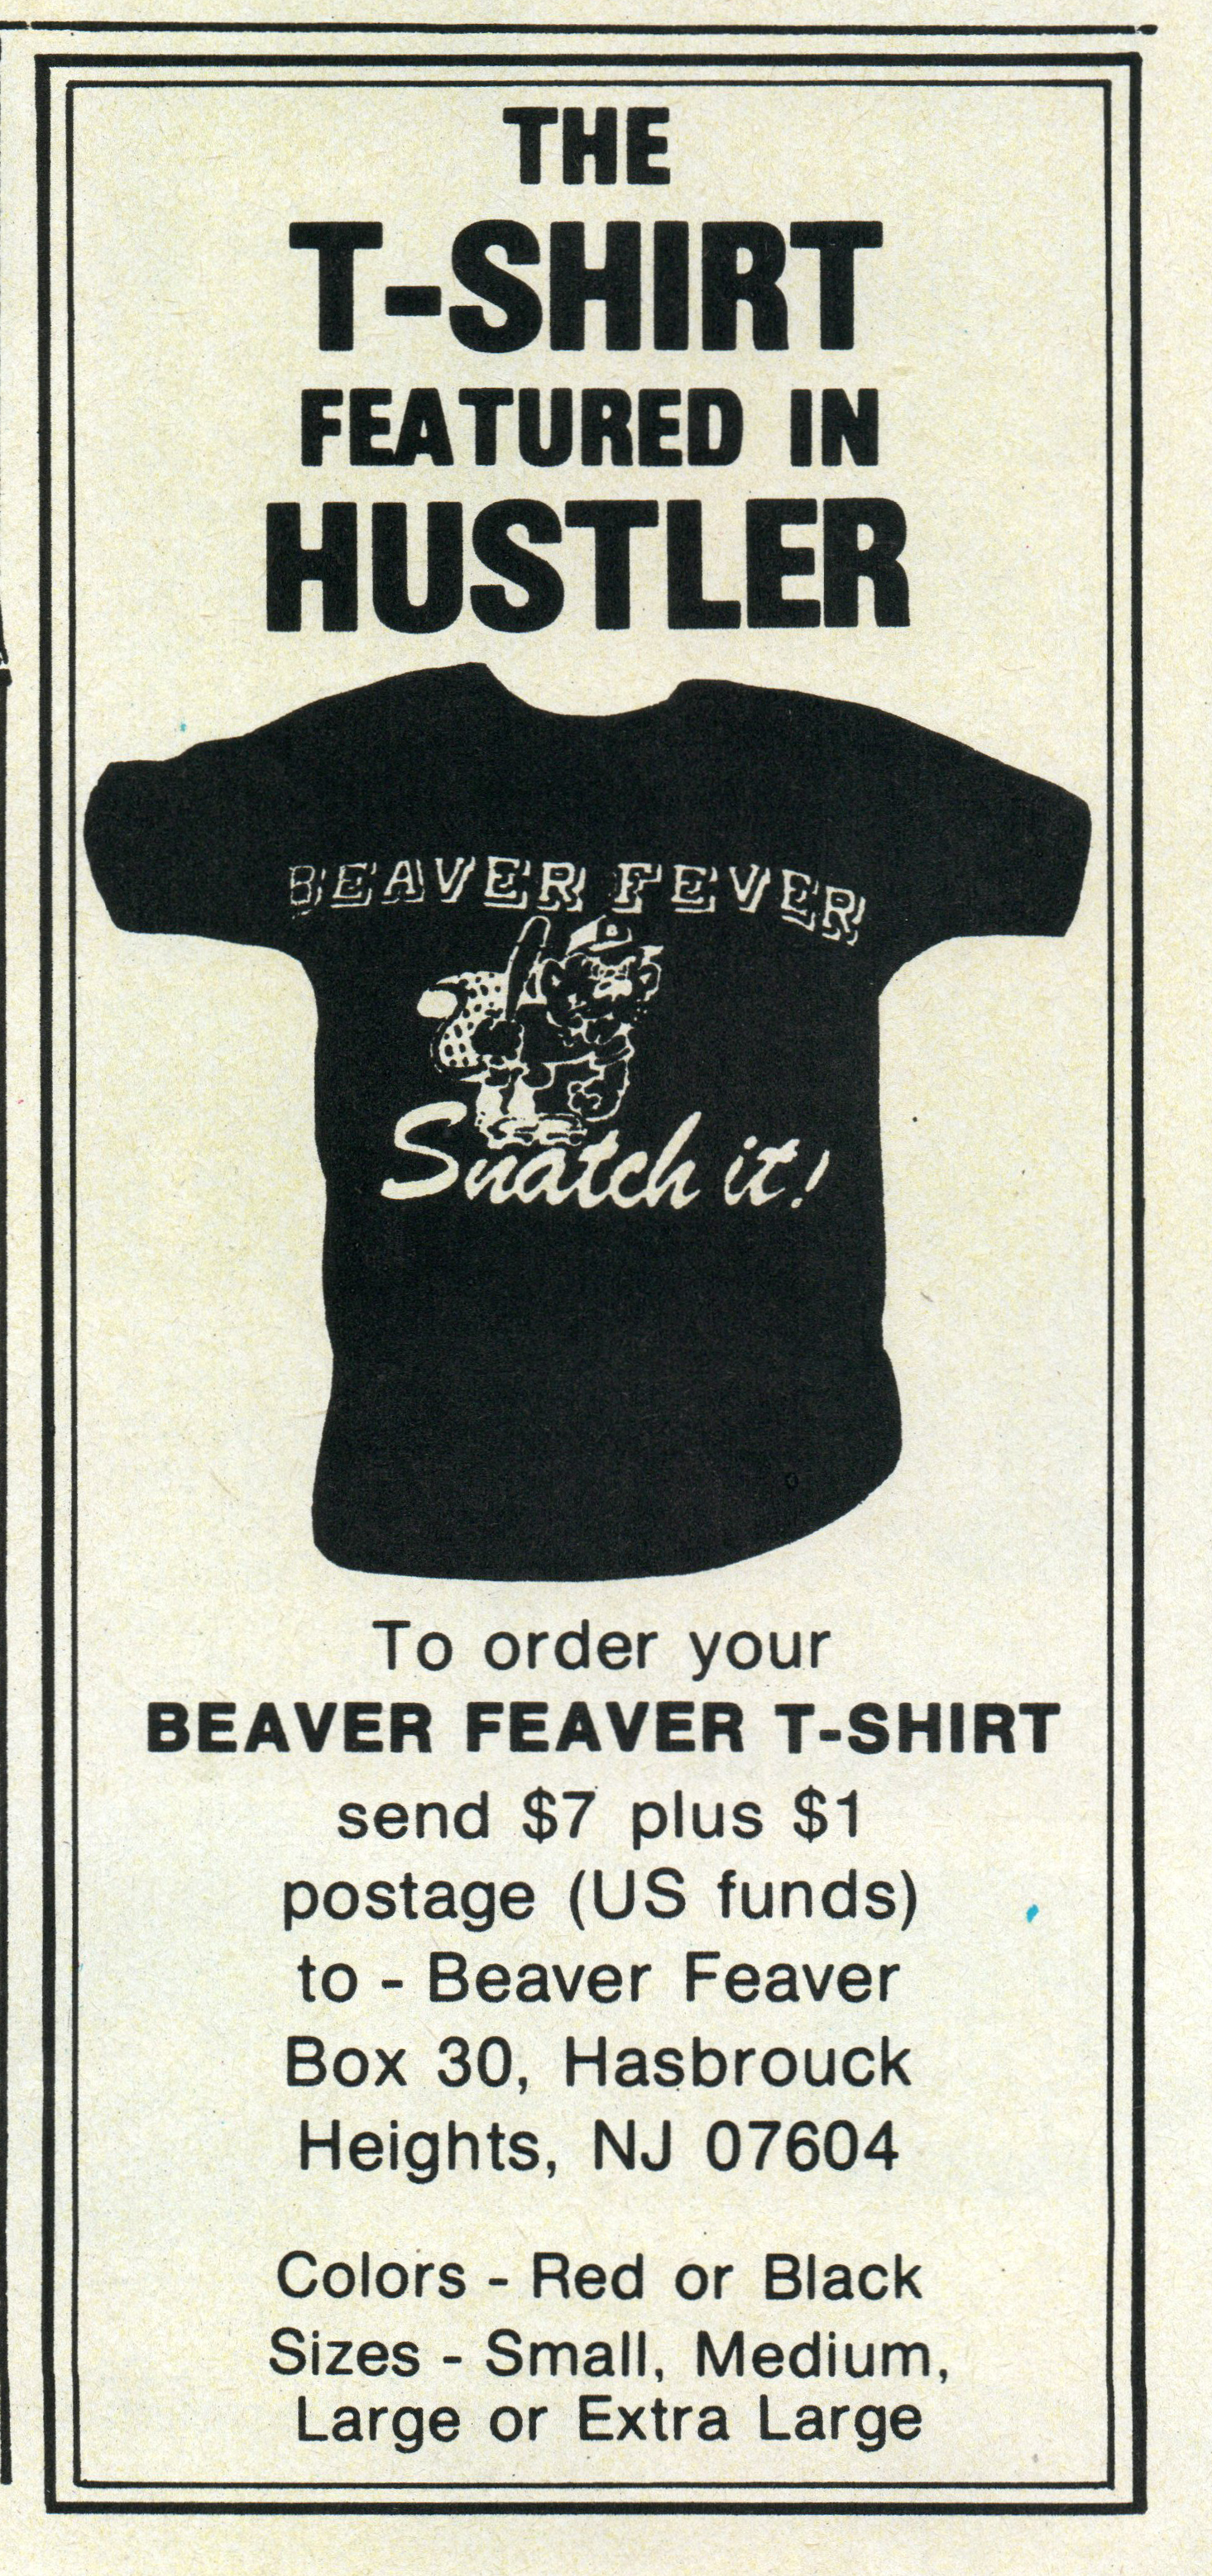 THE
T-SHIRT
FEATURED IN
HUSTLER
BEAVER FEVER
Snatch it!
To order your
BEAVER FEAVER T-SHIRT
send $7 plus $1
postage (US funds)
to - Beaver Feaver
Box 30, Hasbrouck
Heights, NJ 07604
Colors - Red or Black
Sizes - Small, Medium,
Large or Extra Large